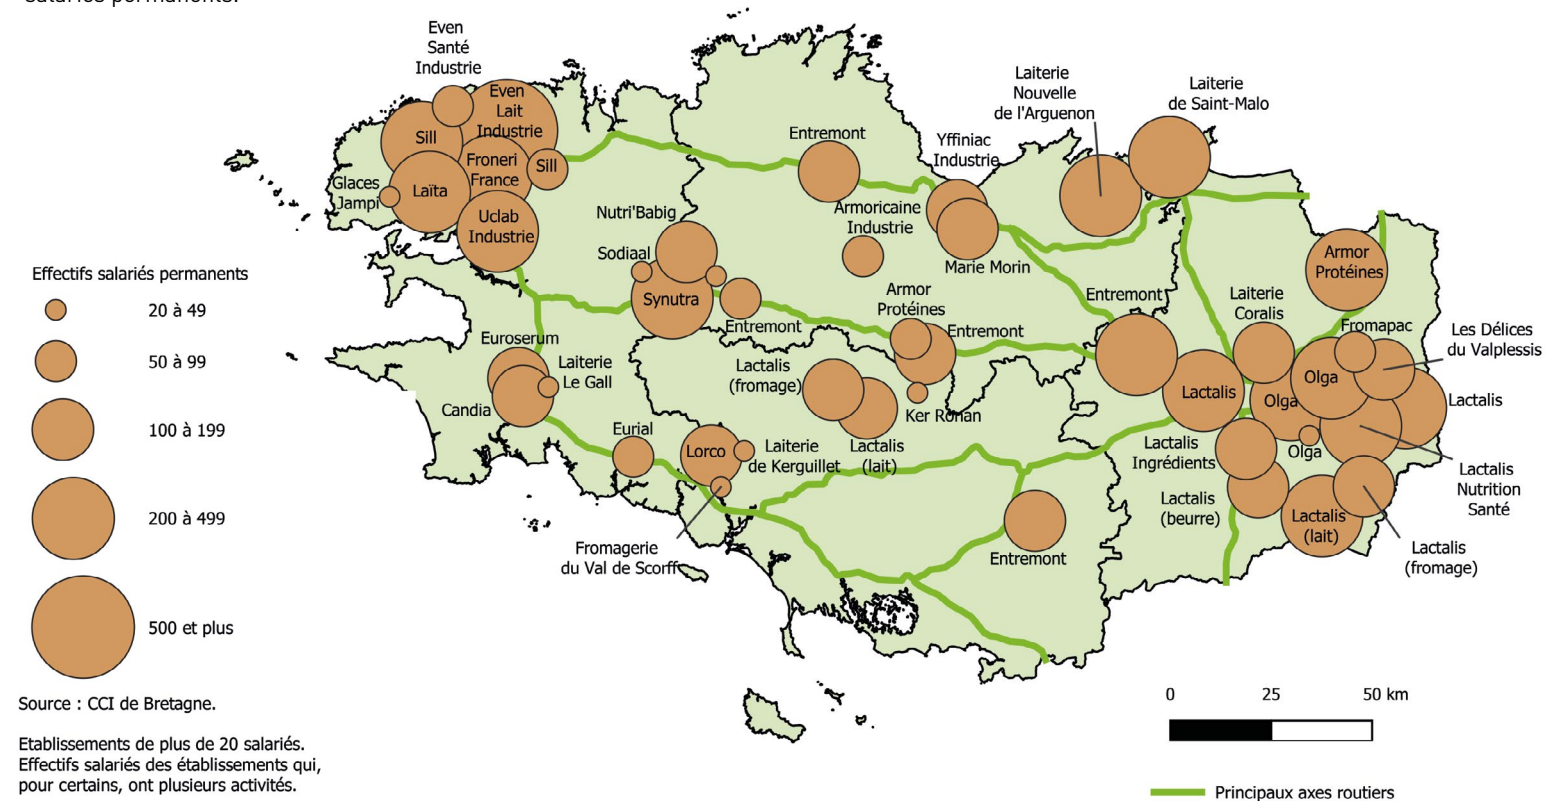 salariés permanents.
Even
Santé
Industrie
Even
Lait
Industrie
Sill
Froneri
France
Sill
Glaces
Jampi
Laïta
Uclab
Industrie
Nutri'Babig
Sodiaal
Synutra
Entremont
Entremont
Armoricaine
Industrie
Yffiniac
Industrie
Marie Morin
Laiterie
Nouvelle
de l'Arguenon
Laiterie
de Saint-Malo
Armor
Protéines
Entremont
Laiterie
Coralis
Fromapac
Les Délices
du Valplessis
Armor
Protéines
Entremont
Euroserum
Laiterie
Le Gall
Candia
Lactalis
(fromage)
Ker Ronan
Lactalis
(lait)
Eurial
Lorco
Laiterie
de Kerguillet
Fromagerie
du Val de Scorff
Entremont
Lactalis
Olga
Olga
Lactalis
Olga
Lactalis
Ingrédients
Lactalis
(beurre)
Lactalis
(lait)
Lactalis
Nutrition
Santé
Lactalis
(fromage)
Effectifs salariés permanents
20 à 49
50 à 99
100 à 199
200 à 499
500 et plus
Source : CCI de Bretagne.
Etablissements de plus de 20 salariés.
Effectifs salariés des établissements qui,
pour certains, ont plusieurs activités.
0 25 50 km
Principaux axes routiers